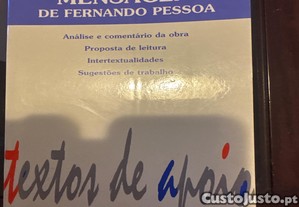 MENSAGEM
DE FERNANDO PESSOA
Análise e comentário da obra
Proposta de leitura
Intertextualidades
Sugestões de trabalho
textos de apoio
CustoJusto.pt